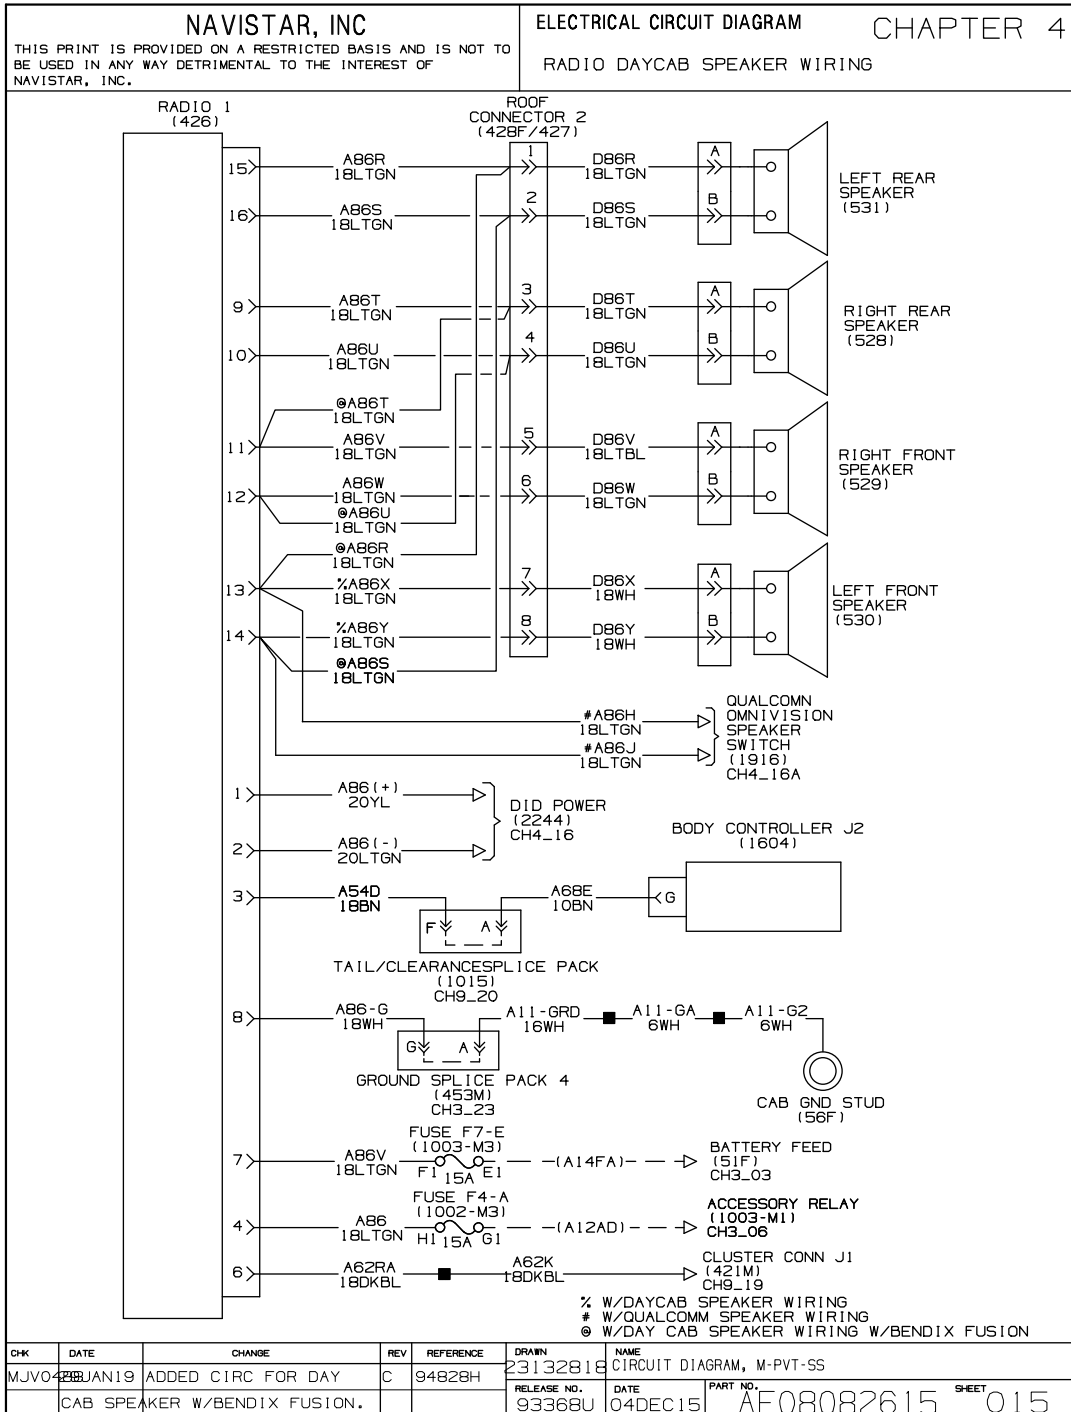 NAVISTAR, INC
THIS PRINT IS PROVIDED ON A RESTRICTED BASIS AND IS NOT TO
BE USED IN ANY WAY DETRIMENTAL TO THE INTEREST OF
NAVISTAR, INC.
ELECTRICAL CIRCUIT DIAGRAM
CHAPTER 4
RADIO DAYCAB SPEAKER WIRING
RADIO 1
(426)
ROOF
CONNECTOR 2
(428F/427)
15 A86R 1 D86R A
18LTGN 18LTGN
LEFT REAR
SPEAKER
(531)
16 A86S 2 D86S B
18LTGN 18LTGN
9 A86T 3 D86T A
18LTGN 18LTGN
RIGHT REAR
SPEAKER
(528)
10 A86U 4 D86U B
18LTGN 18LTGN
@A86T
18LTGN
11 A86V 5 D86V A
18LTGN 18LTBL
RIGHT FRONT
SPEAKER
(529)
12 A86W 6 D86W B
18LTGN 18LTGN
@A86U
18LTGN
@A86R
18LTGN
13 %A86X 7 D86X A
18LTGN 18WH
LEFT FRONT
SPEAKER
(530)
14 %A86Y 8 D86Y B
18LTGN 18WH
@A86S
18LTGN
#A86H
18LTGN
#A86J
18LTGN
QUALCOMN
OMNIVISION
SPEAKER
SWITCH
(1916)
CH4_16A
1 A86(+)
20YL
2 A86(-)
20LTGN
DID POWER
(2244)
CH4_16
BODY CONTROLLER J2
(1604)
3 A54D A68E G
18BN 10BN
F A
TAIL/CLEARANCESPLICE PACK
(1015)
CH9_20
8 A86-G A11-GRD A11-GA A11-G2
18WH 16WH 6WH 6WH
G A
GROUND SPLICE PACK 4
(453M)
CH3_23
CAB GND STUD
(56F)
FUSE F7-E
(1003-M3)
7 A86V (A14FA)
18LTGN F1 15A E1
BATTERY FEED
(51F)
CH3_03
FUSE F4-A
(1002-M3)
4 A86 (A12AD)
18LTGN H1 15A G1
ACCESSORY RELAY
(1003-M1)
CH3_06
6 A62RA A62K
18DKBL 18DKBL
CLUSTER CONN J1
(421M)
CH9_19
% W/DAYCAB SPEAKER WIRING
# W/QUALCOMM SPEAKER WIRING
@ W/DAY CAB SPEAKER WIRING W/BENDIX FUSION
CHK DATE CHANGE REV REFERENCE DRAWN NAME
JAN19 ADDED CIRC FOR DAY C 94828H 23132818 CIRCUIT DIAGRAM, M-PVT-SS
CAB SPEAKER W/BENDIX FUSION.
RELEASE NO. DATE PART NO. SHEET
93368U 04DEC15 AF08082615 015